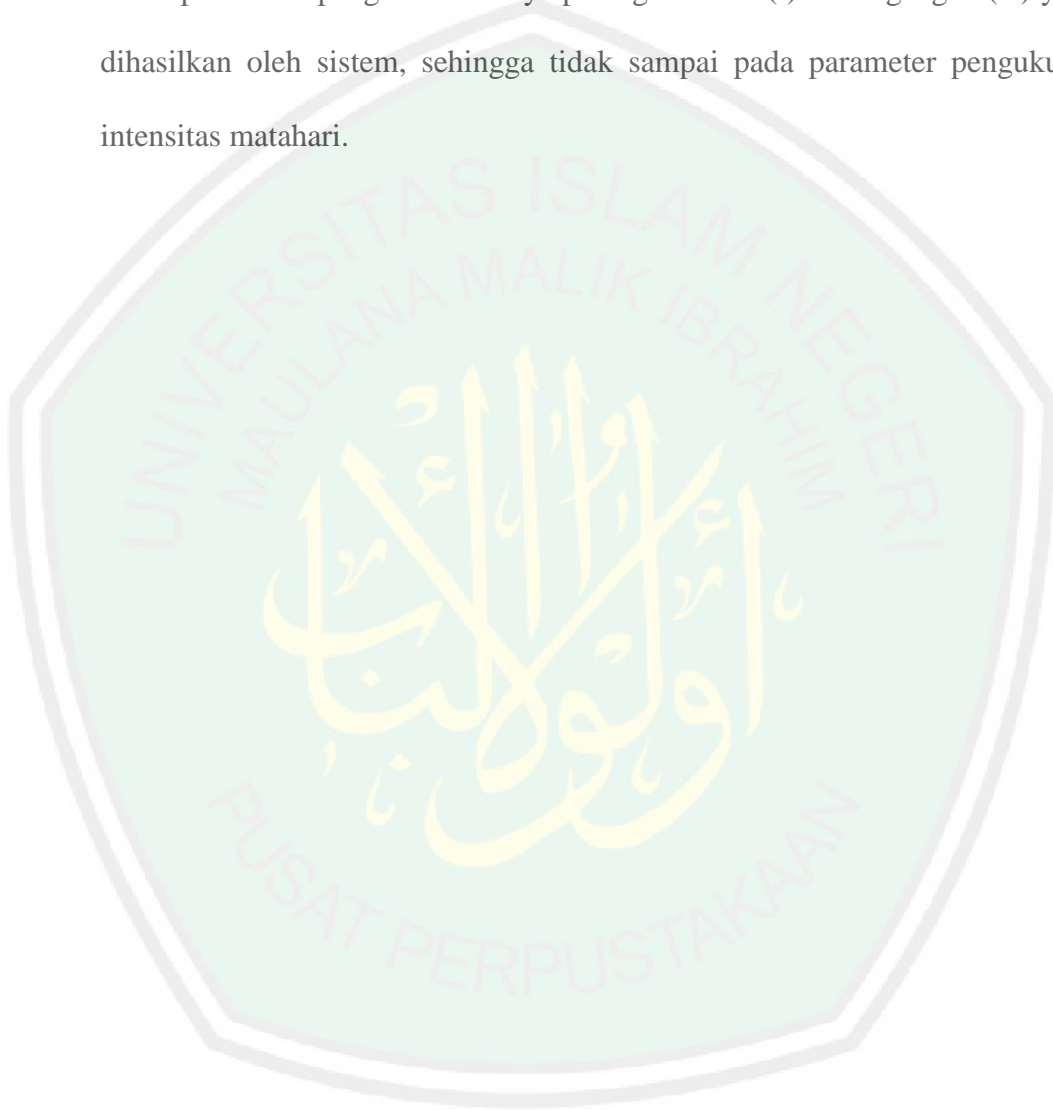 dihasilkan oleh sistem, sehingga tidak sampai pada parameter penguku
intensitas matahari.
UNIVERSITAS ISLAM NEGERI
MAULANA MALIK IBRAHIM
أولوا الألباب
PUSAT PERPUSTAKAAN